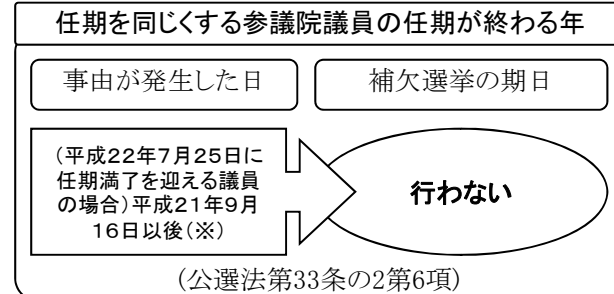 任期を同じくする参議院議員の任期が終わる年
事由が発生した日
補欠選挙の期日
(平成22年7月25日に
任期満了を迎える議員
の場合)平成21年9月
16日以後(※)
行わない
(公選法第33条の2第6項)